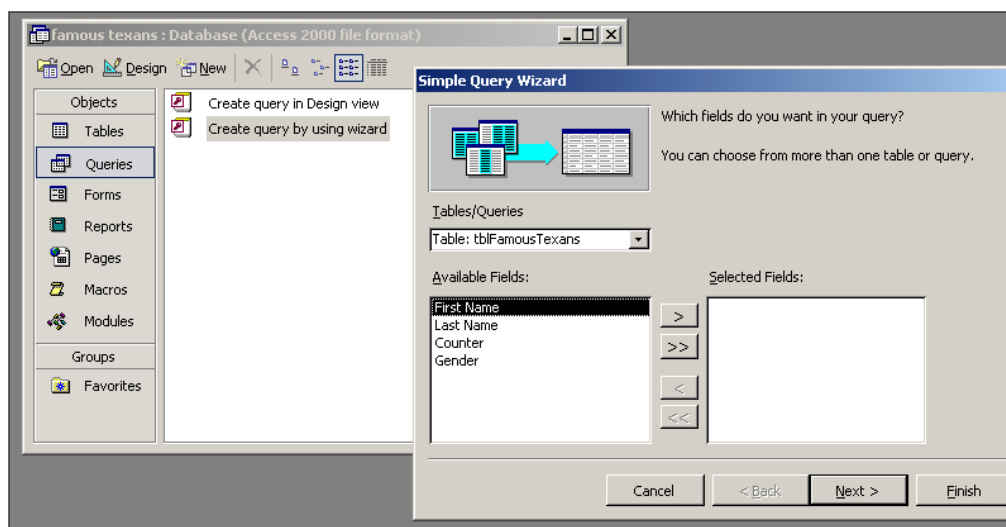 famous texans : Database (Access 2000 file format)
Open Design New
Objects
Tables
Queries
Forms
Reports
Pages
Macros
Modules
Groups
Favorites
Create query in Design view
Create query by using wizard
Simple Query Wizard
Which fields do you want in your query?
You can choose from more than one table or query.
Tables/Queries
Table: tblFamousTexans
Available Fields:
First Name
Last Name
Counter
Gender
>
>>
<
<<
Selected Fields:
Cancel < Back Next > Finish